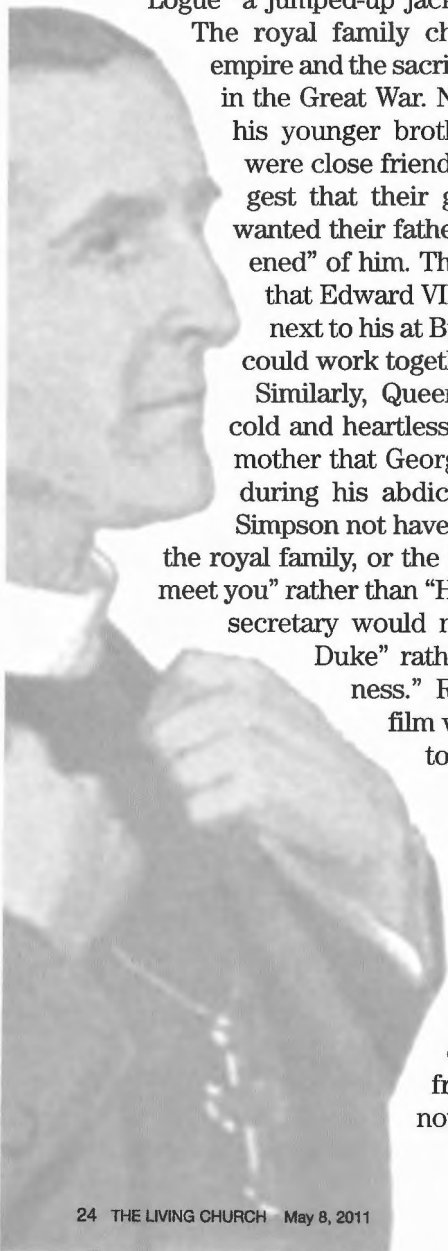 Logue "a jumped-up jack
The royal family ch
empire and the sacri
in the Great War. N
his younger broth
were close friend
gest that their g
wanted their father
ened" of him. Th
that Edward VI
next to his at B
could work togeth
Similarly, Queen
cold and heartless
mother that Georg
during his abdic
Simpson not have
the royal family, or the
meet you" rather than "H
secretary would r
Duke" rath
ness." R
film v
to
fr
nov
24 THE LIVING CHURCH May 8, 2011